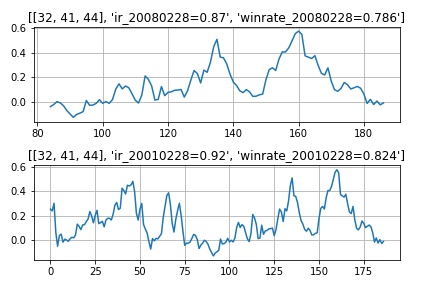 [[32, 41, 44], 'ir_20080228=0.87', 'winrate_20080228=0.786']
0.6
0.4
0.2
0.0
80 100 120 140 160 180
[[32, 41, 44], 'ir_20010228=0.92', 'winrate_20010228=0.824']
0.6
0.4
0.2
0.0
0 25 50 75 100 125 150 175